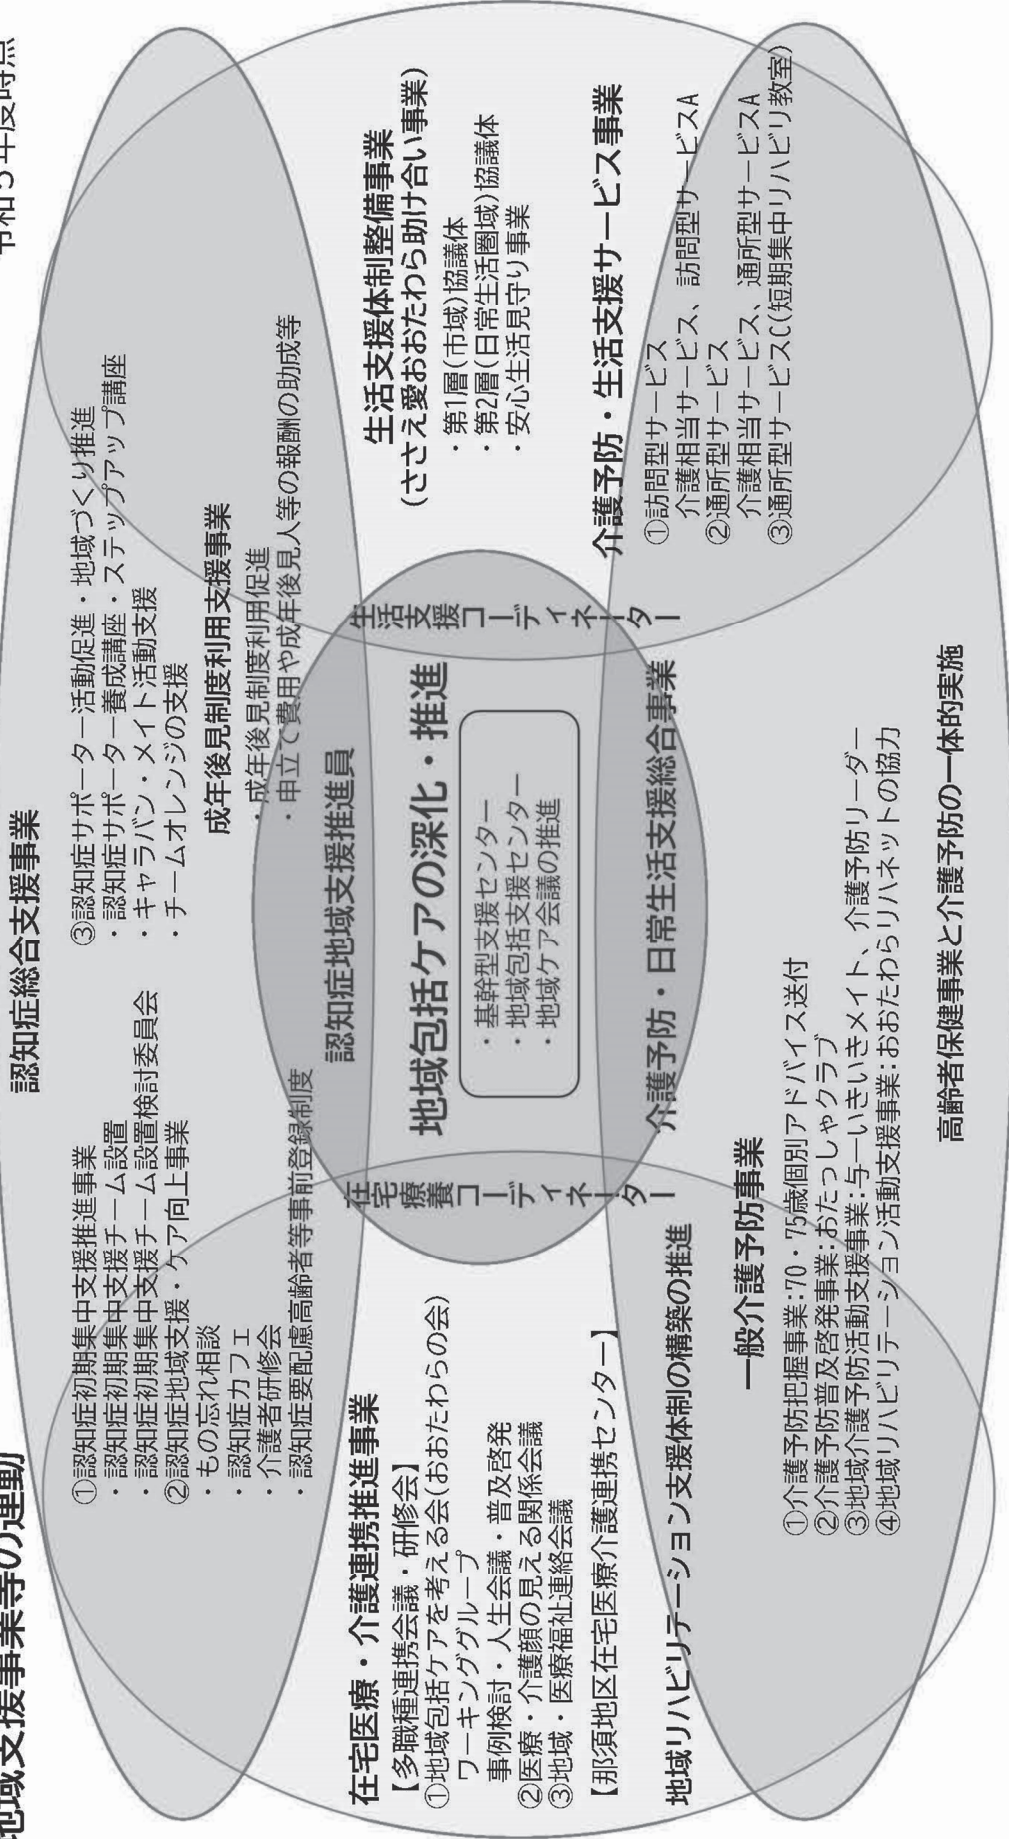 地域支援事業等の連動
令和5年度時点
認知症総合支援事業
①認知症初期集中支援推進事業
・認知症初期集中支援チーム設置
・認知症初期集中支援チーム設置検討委員会
②認知症地域支援・ケア向上事業
・もの忘れ相談
・認知症カフェ
・介護者研修会
・認知症要配慮高齢者等事前登録制度
③認知症サポーター活動促進・地域づくり推進
・認知症サポーター養成講座・ステップアップ講座
・キャラバン・メイト活動支援
・チームオレンジの支援
成年後見制度利用支援事業
・成年後見制度利用促進
・申立て費用や成年後見人等の報酬の助成等
認知症地域支援推進員
在宅医療・介護連携推進事業
【多職種連携会議・研修会】
①地域包括ケアを考える会(おおたわらの会)
ワーキンググループ
事例検討・人生会議・普及啓発
②医療・介護顔の見える関係会議
③地域・医療福祉連絡会議
【那須地区在宅医療介護連携センター】
地域リハビリテーション支援体制の構築の推進
在宅療養コーディネーター
地域包括ケアの深化・推進
・基幹型支援センター
・地域包括支援センター
・地域ケア会議の推進
生活支援コーディネーター
生活支援体制整備事業
(ささえ愛おおたわら助け合い事業)
・第1層(市域)協議体
・第2層(日常生活圏域)協議体
・安心生活見守り事業
介護予防・生活支援サービス事業
①訪問型サービス
介護相当サービス、訪問型サービスA
②通所型サービス
介護相当サービス、通所型サービスA
③通所型サービスC(短期集中リハビリ教室)
介護予防・日常生活支援総合事業
一般介護予防事業
①介護予防把握事業:70・75歳個別アドバイス送付
②介護予防普及啓発事業:おたっしゃクラブ
③地域介護予防活動支援事業:与一いきいきメイト、介護予防リーダー
④地域リハビリテーション活動支援事業:おおたわらリハネットの協力
高齢者保健事業と介護予防の一体的実施